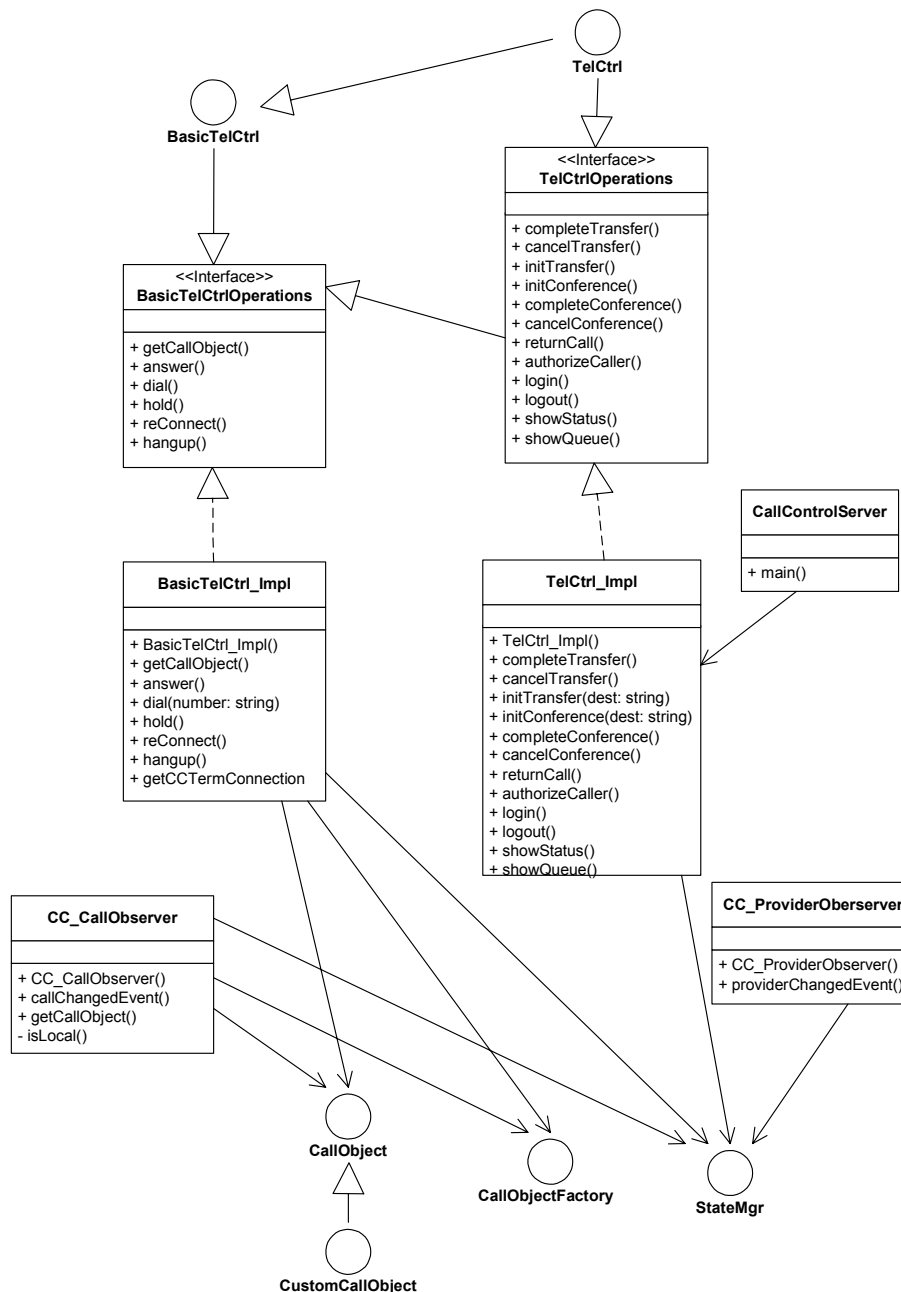 TelCtrl
BasicTelCtrl
<<Interface>>
TelCtrlOperations
+ completeTransfer()
+ cancelTransfer()
+ initTransfer()
+ initConference()
+ completeConference()
+ cancelConference()
+ returnCall()
+ authorizeCaller()
+ login()
+ logout()
+ showStatus()
+ showQueue()
<<Interface>>
BasicTelCtrlOperations
+ getCallObject()
+ answer()
+ dial()
+ hold()
+ reConnect()
+ hangup()
CallControlServer
+ main()
BasicTelCtrl_Impl
+ BasicTelCtrl_Impl()
+ getCallObject()
+ answer()
+ dial(number: string)
+ hold()
+ reConnect()
+ hangup()
+ getCCTermConnection
TelCtrl_Impl
+ TelCtrl_Impl()
+ completeTransfer()
+ cancelTransfer()
+ initTransfer(dest: string)
+ initConference(dest: string)
+ completeConference()
+ cancelConference()
+ returnCall()
+ authorizeCaller()
+ login()
+ logout()
+ showStatus()
+ showQueue()
CC_CallObserver
+ CC_CallObserver()
+ callChangedEvent()
+ getCallObject()
- isLocal()
CC_ProviderOberserver
+ CC_ProviderObserver()
+ providerChangedEvent()
CallObject
CallObjectFactory
StateMgr
CustomCallObject